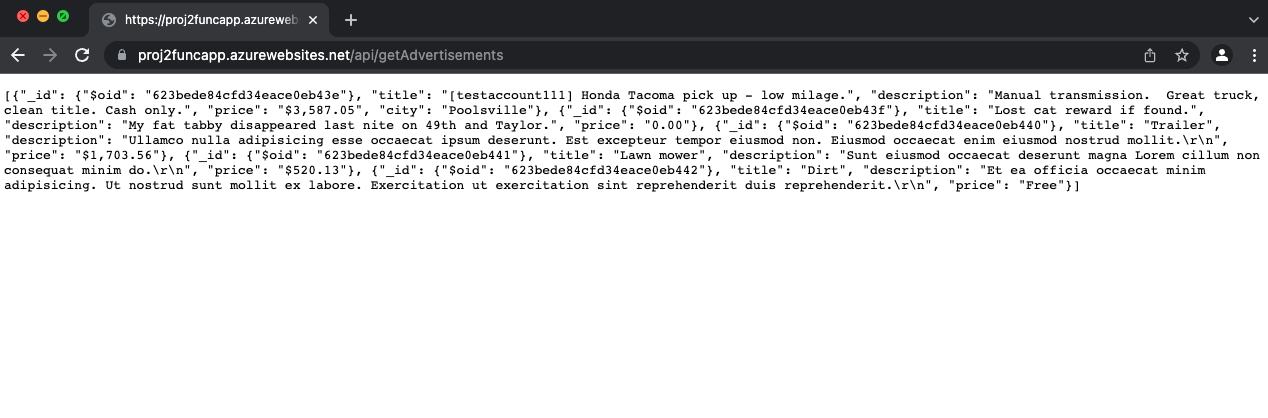 https://proj2funcapp.azureweb
proj2funcapp.azurewebsites.net/api/getAdvertisements
[{"_id": {"$oid": "623bede84cfd34eace0eb43e"}, "title": "[testaccount111] Honda Tacoma pick up - low milage.", "description": "Manual transmission.  Great truck,
clean title. Cash only.", "price": "$3,587.05", "city": "Poolsville"}, {"_id": {"$oid": "623bede84cfd34eace0eb43f"}, "title": "Lost cat reward if found.",
"description": "My fat tabby disappeared last nite on 49th and Taylor.", "price": "0.00"}, {"_id": {"$oid": "623bede84cfd34eace0eb440"}, "title": "Trailer",
"description": "Ullamco nulla adipisicing esse occaecat ipsum deserunt. Est excepteur tempor eiusmod non. Eiusmod occaecat enim eiusmod nostrud mollit.\r\n",
"price": "$1,703.56"}, {"_id": {"$oid": "623bede84cfd34eace0eb441"}, "title": "Lawn mower", "description": "Sunt eiusmod occaecat deserunt magna Lorem cillum non
consequat minim do.\r\n", "price": "$520.13"}, {"_id": {"$oid": "623bede84cfd34eace0eb442"}, "title": "Dirt", "description": "Et ea officia occaecat minim
adipisicing. Ut nostrud sunt mollit ex labore. Exercitation ut exercitation sint reprehenderit duis reprehenderit.\r\n", "price": "Free"}]